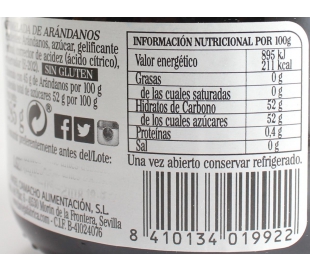 DE ARÁNDANOS
azúcar, gelificante
de acidez (ácido cítrico),
SIN GLUTEN
g de Arándanos por 100 g
de azúcares 52 g por 100 g
preferentemente antes del/Lote:
CAMACHO ALIMENTACIÓN, S.L.
Morón de la Frontera, Sevilla
C.I.F. B-41024076
INFORMACIÓN NUTRICIONAL POR 100g
Valor energético 895 kJ
211 kcal
Grasas 0 g
de las cuales saturadas 0 g
Hidratos de Carbono 52 g
de los cuales azúcares 52 g
Proteínas 0,4 g
Sal 0 g
Una vez abierto conservar refrigerado.
8 410134 019922